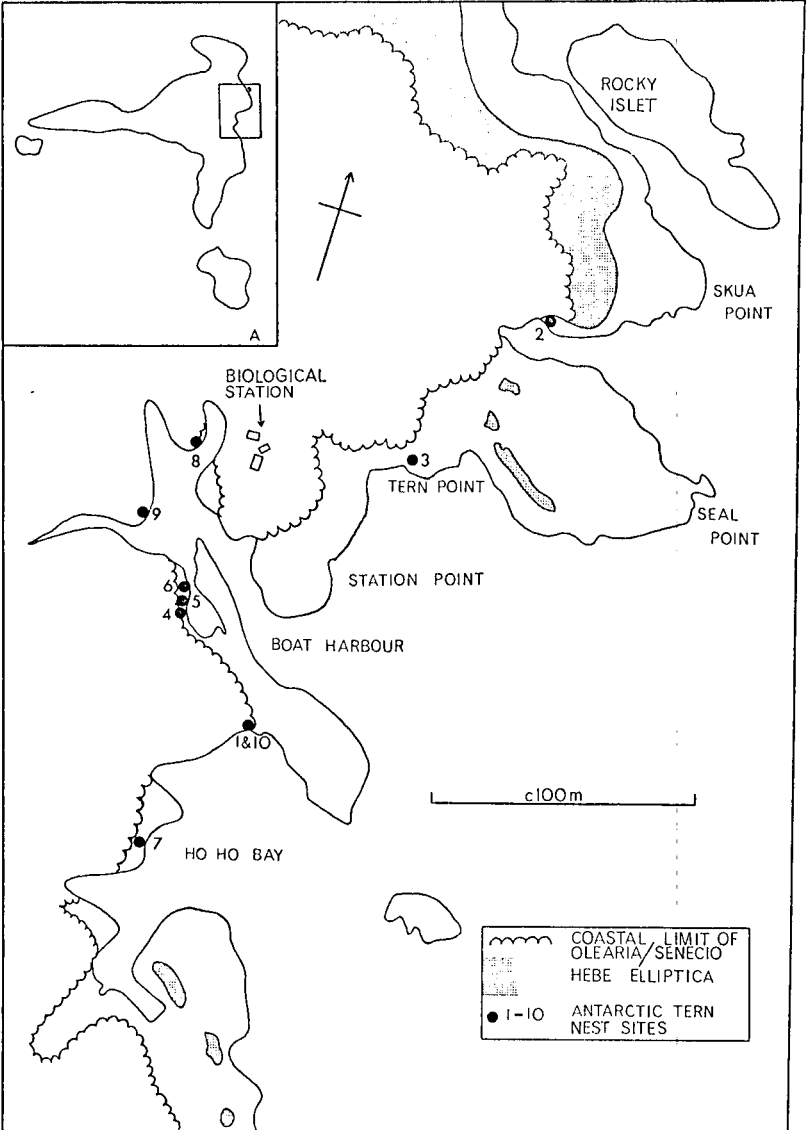 A
ROCKY
ISLET
SKUA
POINT
2
BIOLOGICAL
STATION
8
3
TERN POINT
9
SEAL
POINT
STATION POINT
6
5
4
BOAT HARBOUR
1&10
c100m
7
HO HO BAY
COASTAL LIMIT OF
OLEARIA/SENECIO
HEBE ELLIPTICA
1-10 ANTARCTIC TERN
NEST SITES